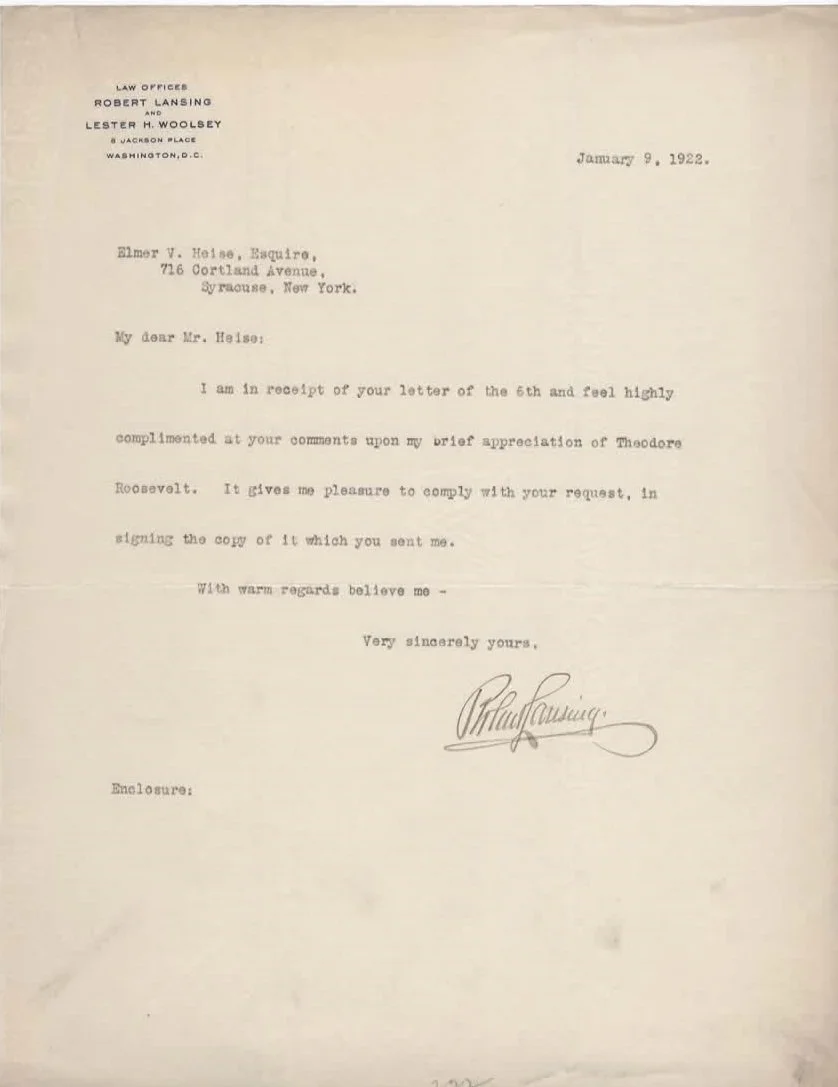 LAW OFFICES
ROBERT LANSING
AND
LESTER H. WOOLSEY
8 JACKSON PLACE
WASHINGTON, D.C.
January 9, 1922.
Elmer V. Heise, Esquire,
716 Cortland Avenue,
Syracuse, New York.
My dear Mr. Heise:
I am in receipt of your letter of the 6th and feel highly
complimented at your comments upon my brief appreciation of Theodore
Roosevelt. It gives me pleasure to comply with your request, in
signing the copy of it which you sent me.
With warm regards believe me -
Very sincerely yours,
Robert Lansing.
Enclosure: